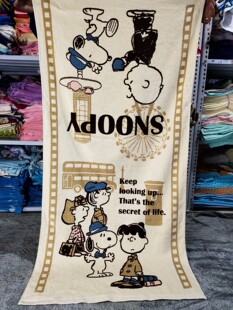 SNOOPY
Keep
looking up...
That's the
secret of life.